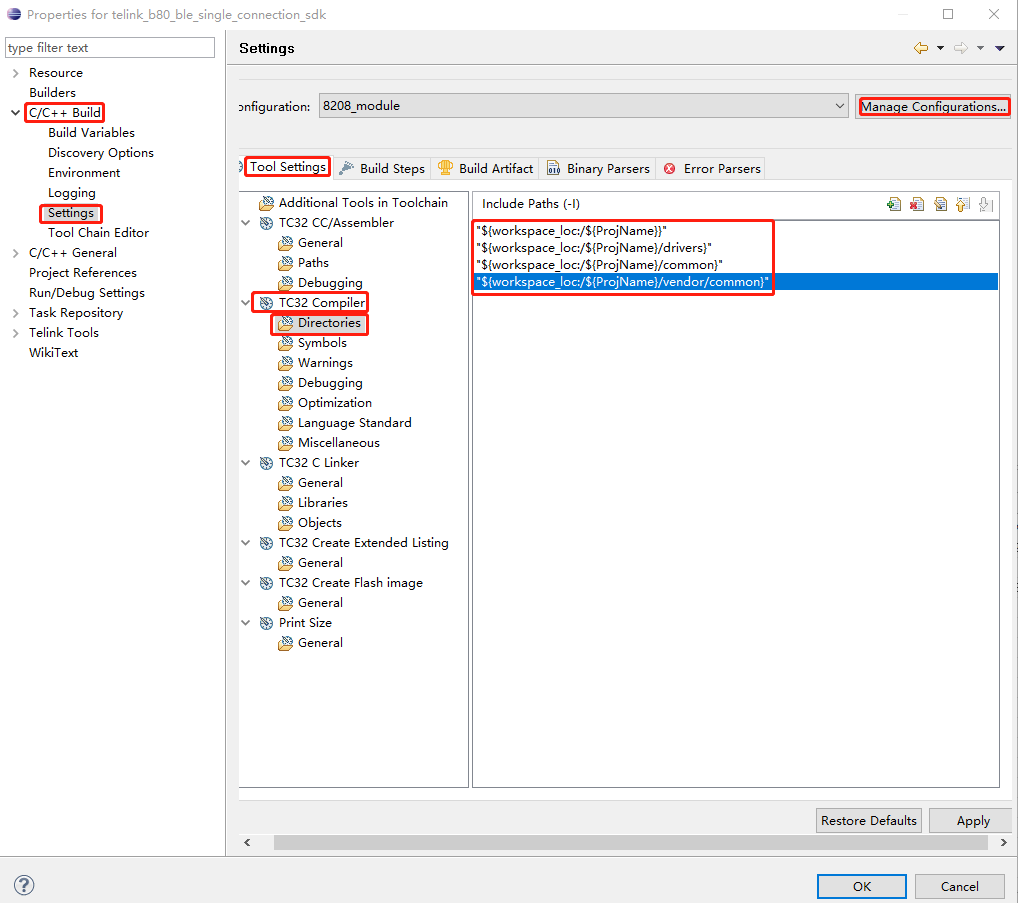 Properties for telink_b80_ble_single_connection_sdk
type filter text
Resource
Builders
C/C++ Build
Build Variables
Discovery Options
Environment
Logging
Settings
Tool Chain Editor
C/C++ General
Project References
Run/Debug Settings
Task Repository
Telink Tools
WikiText
Settings
onfiguration:
8208_module
Manage Configurations...
Tool Settings
Build Steps
Build Artifact
Binary Parsers
Error Parsers
Additional Tools in Toolchain
TC32 CC/Assembler
General
Paths
Debugging
TC32 Compiler
Directories
Symbols
Warnings
Debugging
Optimization
Language Standard
Miscellaneous
TC32 C Linker
General
Libraries
Objects
TC32 Create Extended Listing
General
TC32 Create Flash image
General
Print Size
General
Include Paths (-I)
"${workspace_loc:/${ProjName}}"
"${workspace_loc:/${ProjName}/drivers}"
"${workspace_loc:/${ProjName}/common}"
"${workspace_loc:/${ProjName}/vendor/common}"
Restore Defaults
Apply
OK
Cancel